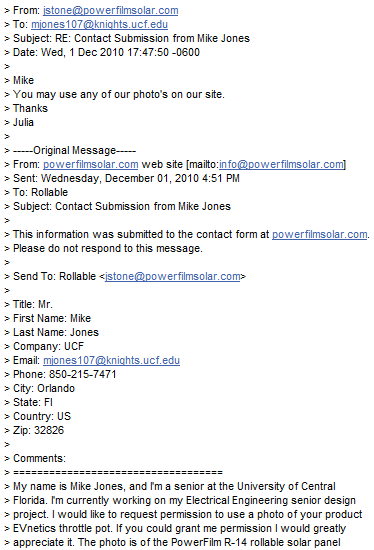 > From: jstone@powerfilmsolar.com
> To: mjones107@knights.ucf.edu
> Subject: RE: Contact Submission from Mike Jones
> Date: Wed, 1 Dec 2010 17:47:50 -0600
>
> Mike
> You may use any of our photo's on our site.
> Thanks
> Julia
>
> -----Original Message-----
> From: powerfilmsolar.com web site [mailto:info@powerfilmsolar.com]
> Sent: Wednesday, December 01, 2010 4:51 PM
> To: Rollable
> Subject: Contact Submission from Mike Jones
>
> This information was submitted to the contact form at powerfilmsolar.com.
> Please do not respond to this message.
>
> Send To: Rollable <jstone@powerfilmsolar.com>
>
> Title: Mr.
> First Name: Mike
> Last Name: Jones
> Company: UCF
> Email: mjones107@knights.ucf.edu
> Phone: 850-215-7471
> City: Orlando
> State: Fl
> Country: US
> Zip: 32826
>
> Comments:
> ===================================
> My name is Mike Jones, and I'm a senior at the University of Central
> Florida. I'm currently working on my Electrical Engineering senior design
> project. I would like to request permission to use a photo of your product
> EVnetics throttle pot. If you could grant me permission I would greatly
> appreciate it. The photo is of the PowerFilm R-14 rollable solar panel